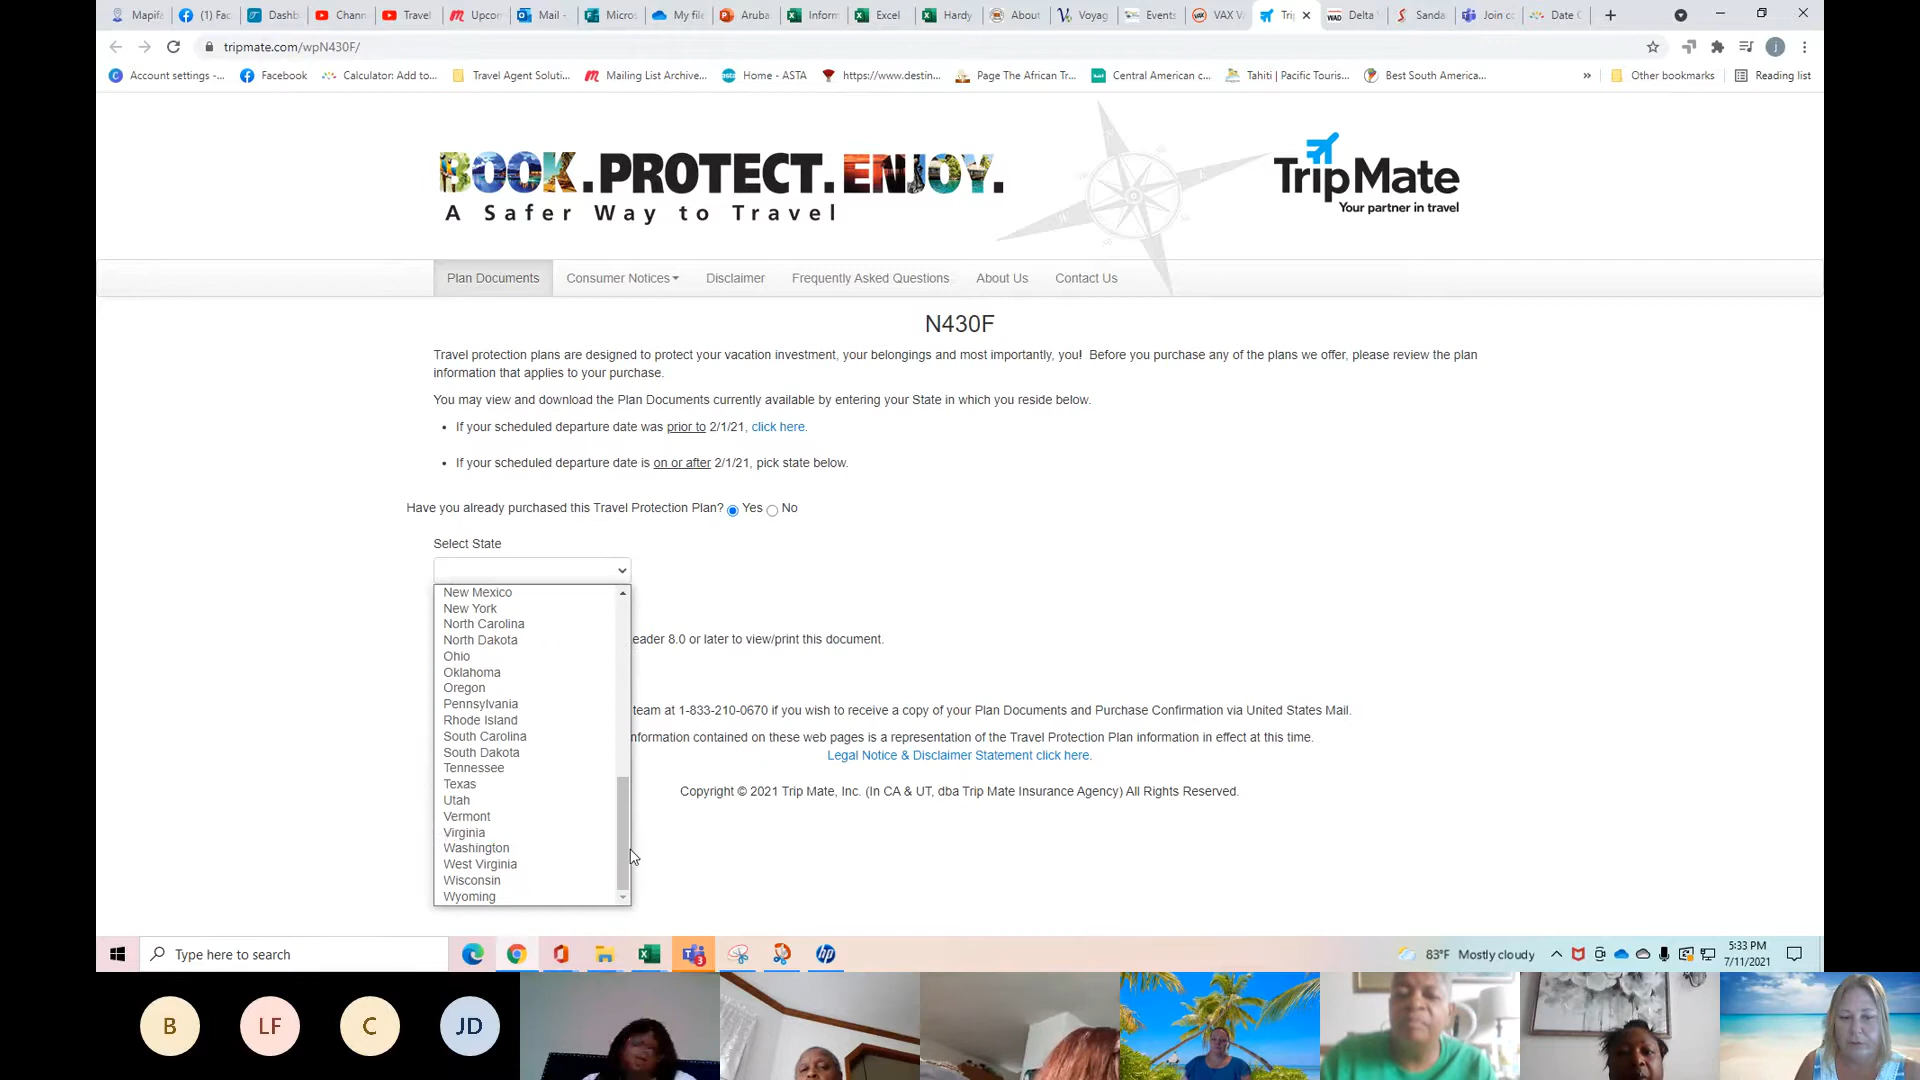 Mapifa
(1) Fac
Dashb
Chann
Travel
Upcom
Mail -
Micros
My file
Aruba
Inform
Excel
Hardy
About
Voyag
Events
VAX V
Trip
Delta
Sanda
Join co
Date C
tripmate.com/wpN430F/
Account settings -...
Facebook
Calculator: Add to...
Travel Agent Soluti...
Mailing List Archive...
Home - ASTA
https://www.destin...
Page The African Tr...
Central American c...
Tahiti | Pacific Touris...
Best South America...
»
Other bookmarks
Reading list
BOOK.PROTECT.ENJOY.
A Safer Way to Travel
TripMate
Your partner in travel
Plan Documents
Consumer Notices
Disclaimer
Frequently Asked Questions
About Us
Contact Us
N430F
Travel protection plans are designed to protect your vacation investment, your belongings and most importantly, you! Before you purchase any of the plans we offer, please review the plan
information that applies to your purchase.
You may view and download the Plan Documents currently available by entering your State in which you reside below.
• If your scheduled departure date was prior to 2/1/21, click here.
• If your scheduled departure date is on or after 2/1/21, pick state below.
Have you already purchased this Travel Protection Plan? Yes No
Select State
New Mexico
New York
North Carolina
North Dakota
Ohio
eader 8.0 or later to view/print this document.
Oklahoma
Oregon
Pennsylvania
Rhode Island
team at 1-833-210-0670 if you wish to receive a copy of your Plan Documents and Purchase Confirmation via United States Mail.
South Carolina
nformation contained on these web pages is a representation of the Travel Protection Plan information in effect at this time.
South Dakota
Legal Notice & Disclaimer Statement click here.
Tennessee
Texas
Copyright © 2021 Trip Mate, Inc. (In CA & UT, dba Trip Mate Insurance Agency) All Rights Reserved.
Utah
Vermont
Virginia
Washington
West Virginia
Wisconsin
Wyoming
Type here to search
3
83°F Mostly cloudy
5:33 PM
7/11/2021
B
LF
C
JD